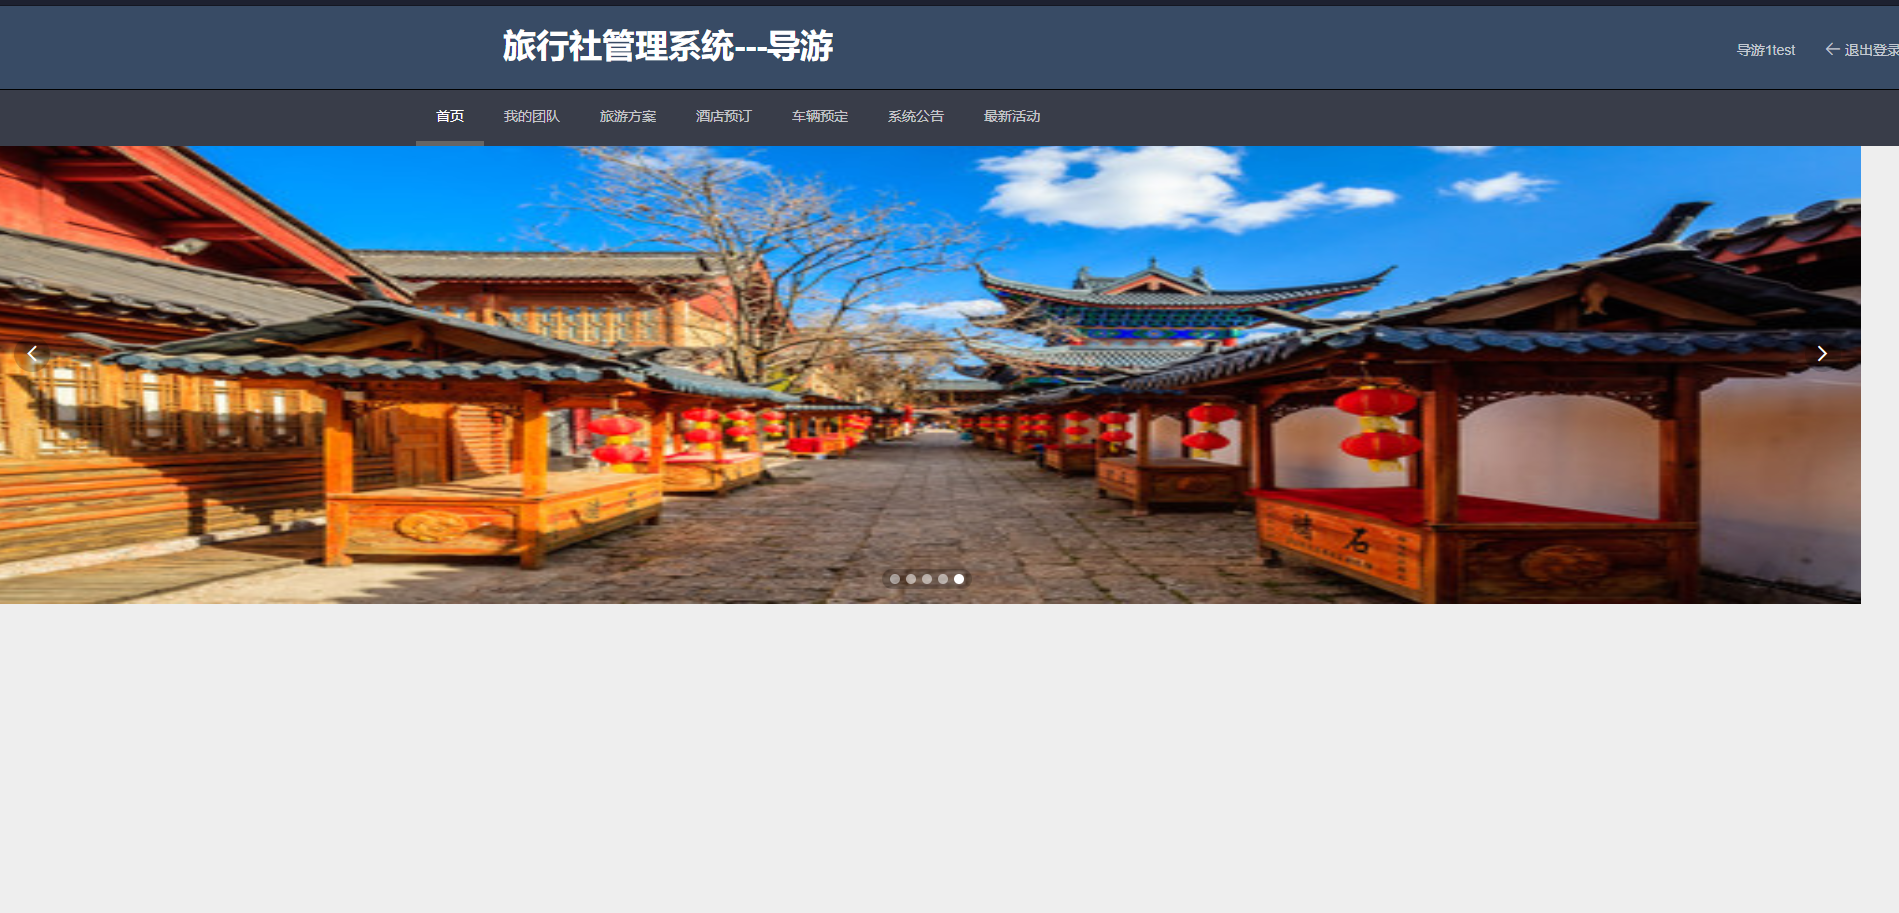 旅行社管理系统---导游
导游1test
退出登录
首页 我的团队 旅游方案 酒店预订 车辆预定 系统公告 最新活动
石